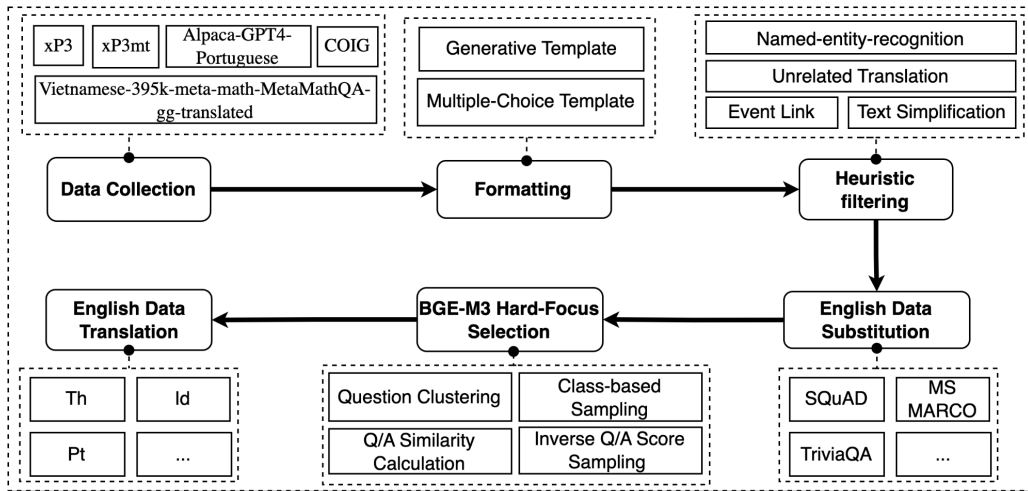 xP3
xP3mt
Alpaca-GPT4-
Portuguese
COIG
Vietnamese-395k-meta-math-MetaMathQA-
gg-translated
Generative Template
Multiple-Choice Template
Named-entity-recognition
Unrelated Translation
Event Link
Text Simplification
Data Collection
Formatting
Heuristic
filtering
English Data
Translation
BGE-M3 Hard-Focus
Selection
English Data
Substitution
Th
Id
Pt
...
Question Clustering
Class-based
Sampling
Q/A Similarity
Calculation
Inverse Q/A Score
Sampling
SQuAD
MS
MARCO
TriviaQA
...